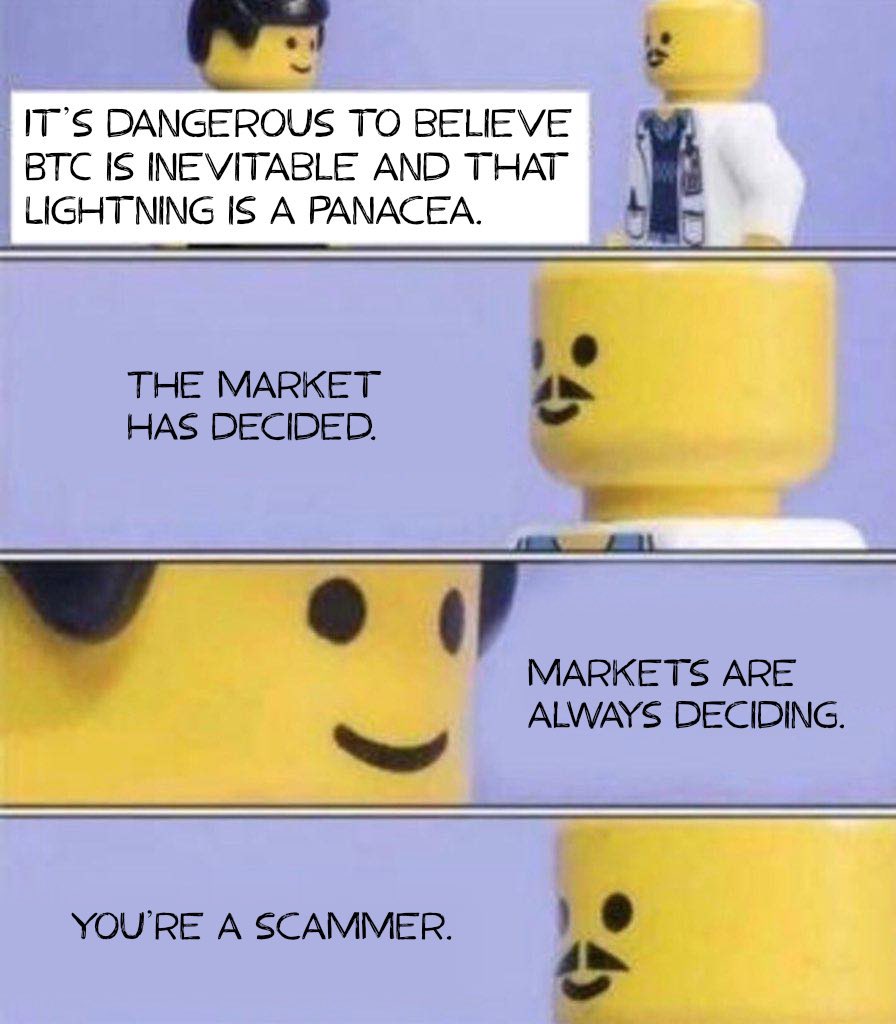 IT'S DANGEROUS TO BELIEVE
BTC IS INEVITABLE AND THAT
LIGHTNING IS A PANACEA.
THE MARKET
HAS DECIDED.
MARKETS ARE
ALWAYS DECIDING.
YOU'RE A SCAMMER.